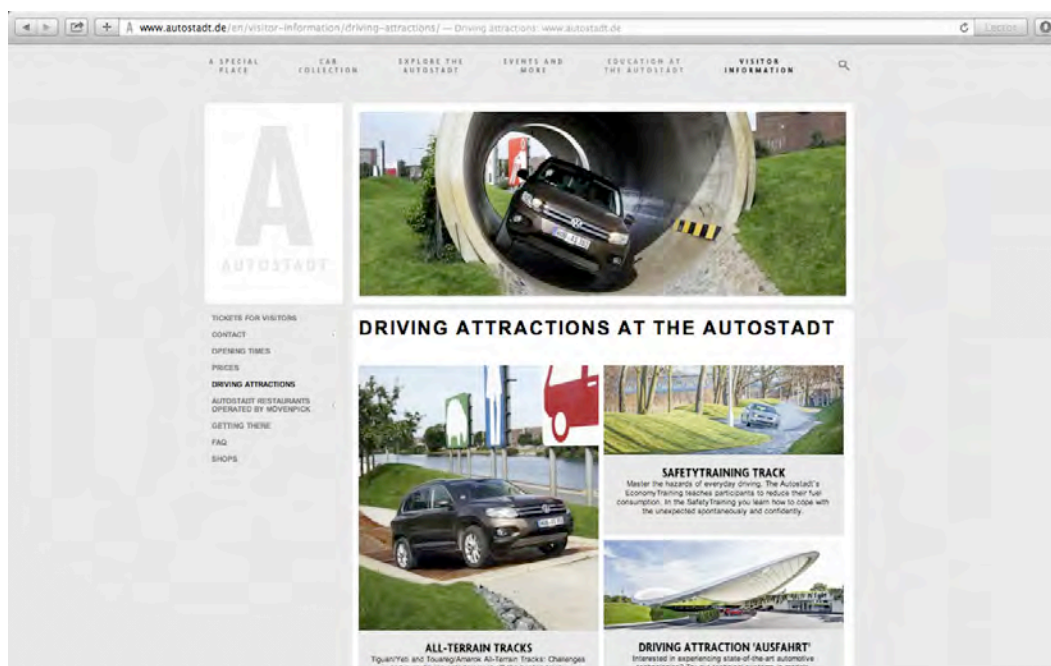 www.autostadt.de/en/visitor-information/driving-attractions/ — Driving attractions: www.autostadt.de
A SPECIAL PLACE
CAR COLLECTION
EXPLORE THE AUTOSTADT
EVENTS AND MORE
EDUCATION AT THE AUTOSTADT
VISITOR INFORMATION
A
AUTOSTADT
TICKETS FOR VISITORS
CONTACT
OPENING TIMES
PRICES
DRIVING ATTRACTIONS
AUTOSTADT RESTAURANTS
OPERATED BY MÖVENPICK
GETTING THERE
FAQ
SHOPS
DRIVING ATTRACTIONS AT THE AUTOSTADT
SAFETYTRAINING TRACK
Master the hazards of everyday driving. The Autostadt's
EconomyTraining teaches participants to reduce their fuel
consumption. In the SafetyTraining you learn how to cope with
the unexpected spontaneously and confidently.
ALL-TERRAIN TRACKS
Tiguan/Yeti and Touareg/Amarok All-Terrain Tracks: Challenges
DRIVING ATTRACTION 'AUSFAHRT'
Interested in experiencing state-of-the-art automotive